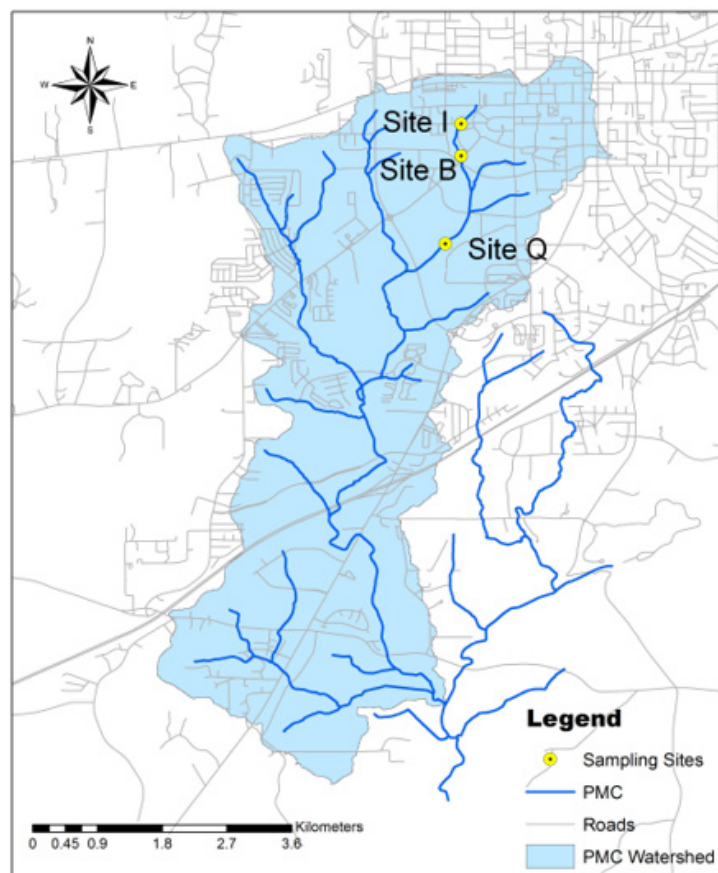 N
W E
S
Site I
Site B
Site Q
Legend
Sampling Sites
PMC
Roads
PMC Watershed
Kilometers
0 0.45 0.9 1.8 2.7 3.6